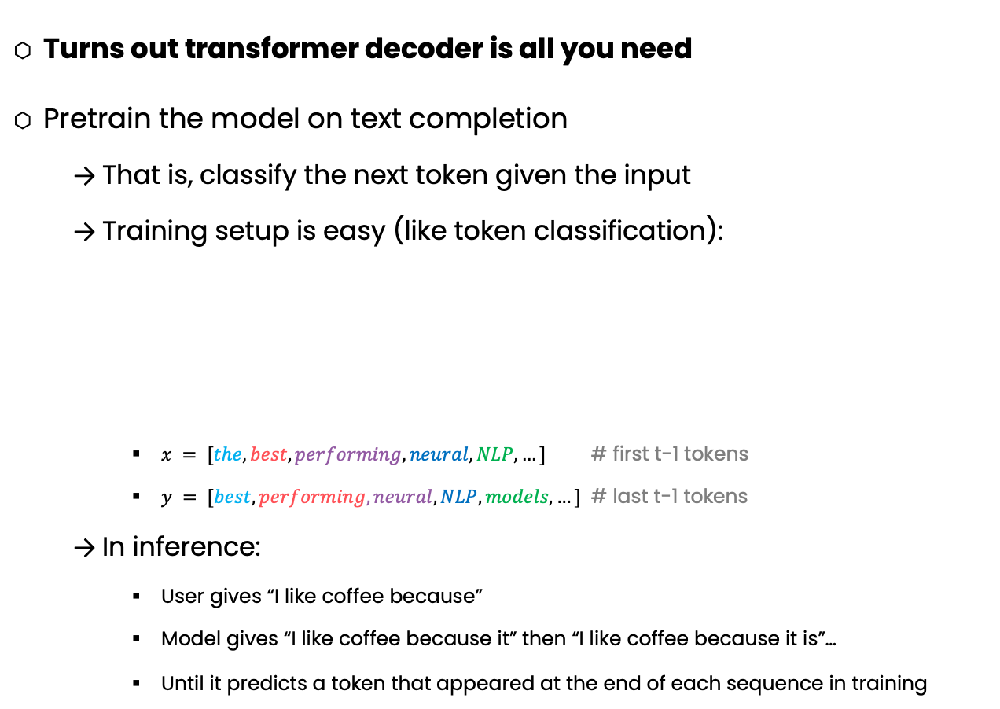 Turns out transformer decoder is all you need
Pretrain the model on text completion
→ That is, classify the next token given the input
→ Training setup is easy (like token classification):
▪ x = [the, best, performing, neural, NLP, … ] # first t-1 tokens
▪ y = [best, performing, neural, NLP, models, … ] # last t-1 tokens
→ In inference:
▪ User gives “I like coffee because”
▪ Model gives “I like coffee because it” then “I like coffee because it is”…
▪ Until it predicts a token that appeared at the end of each sequence in training